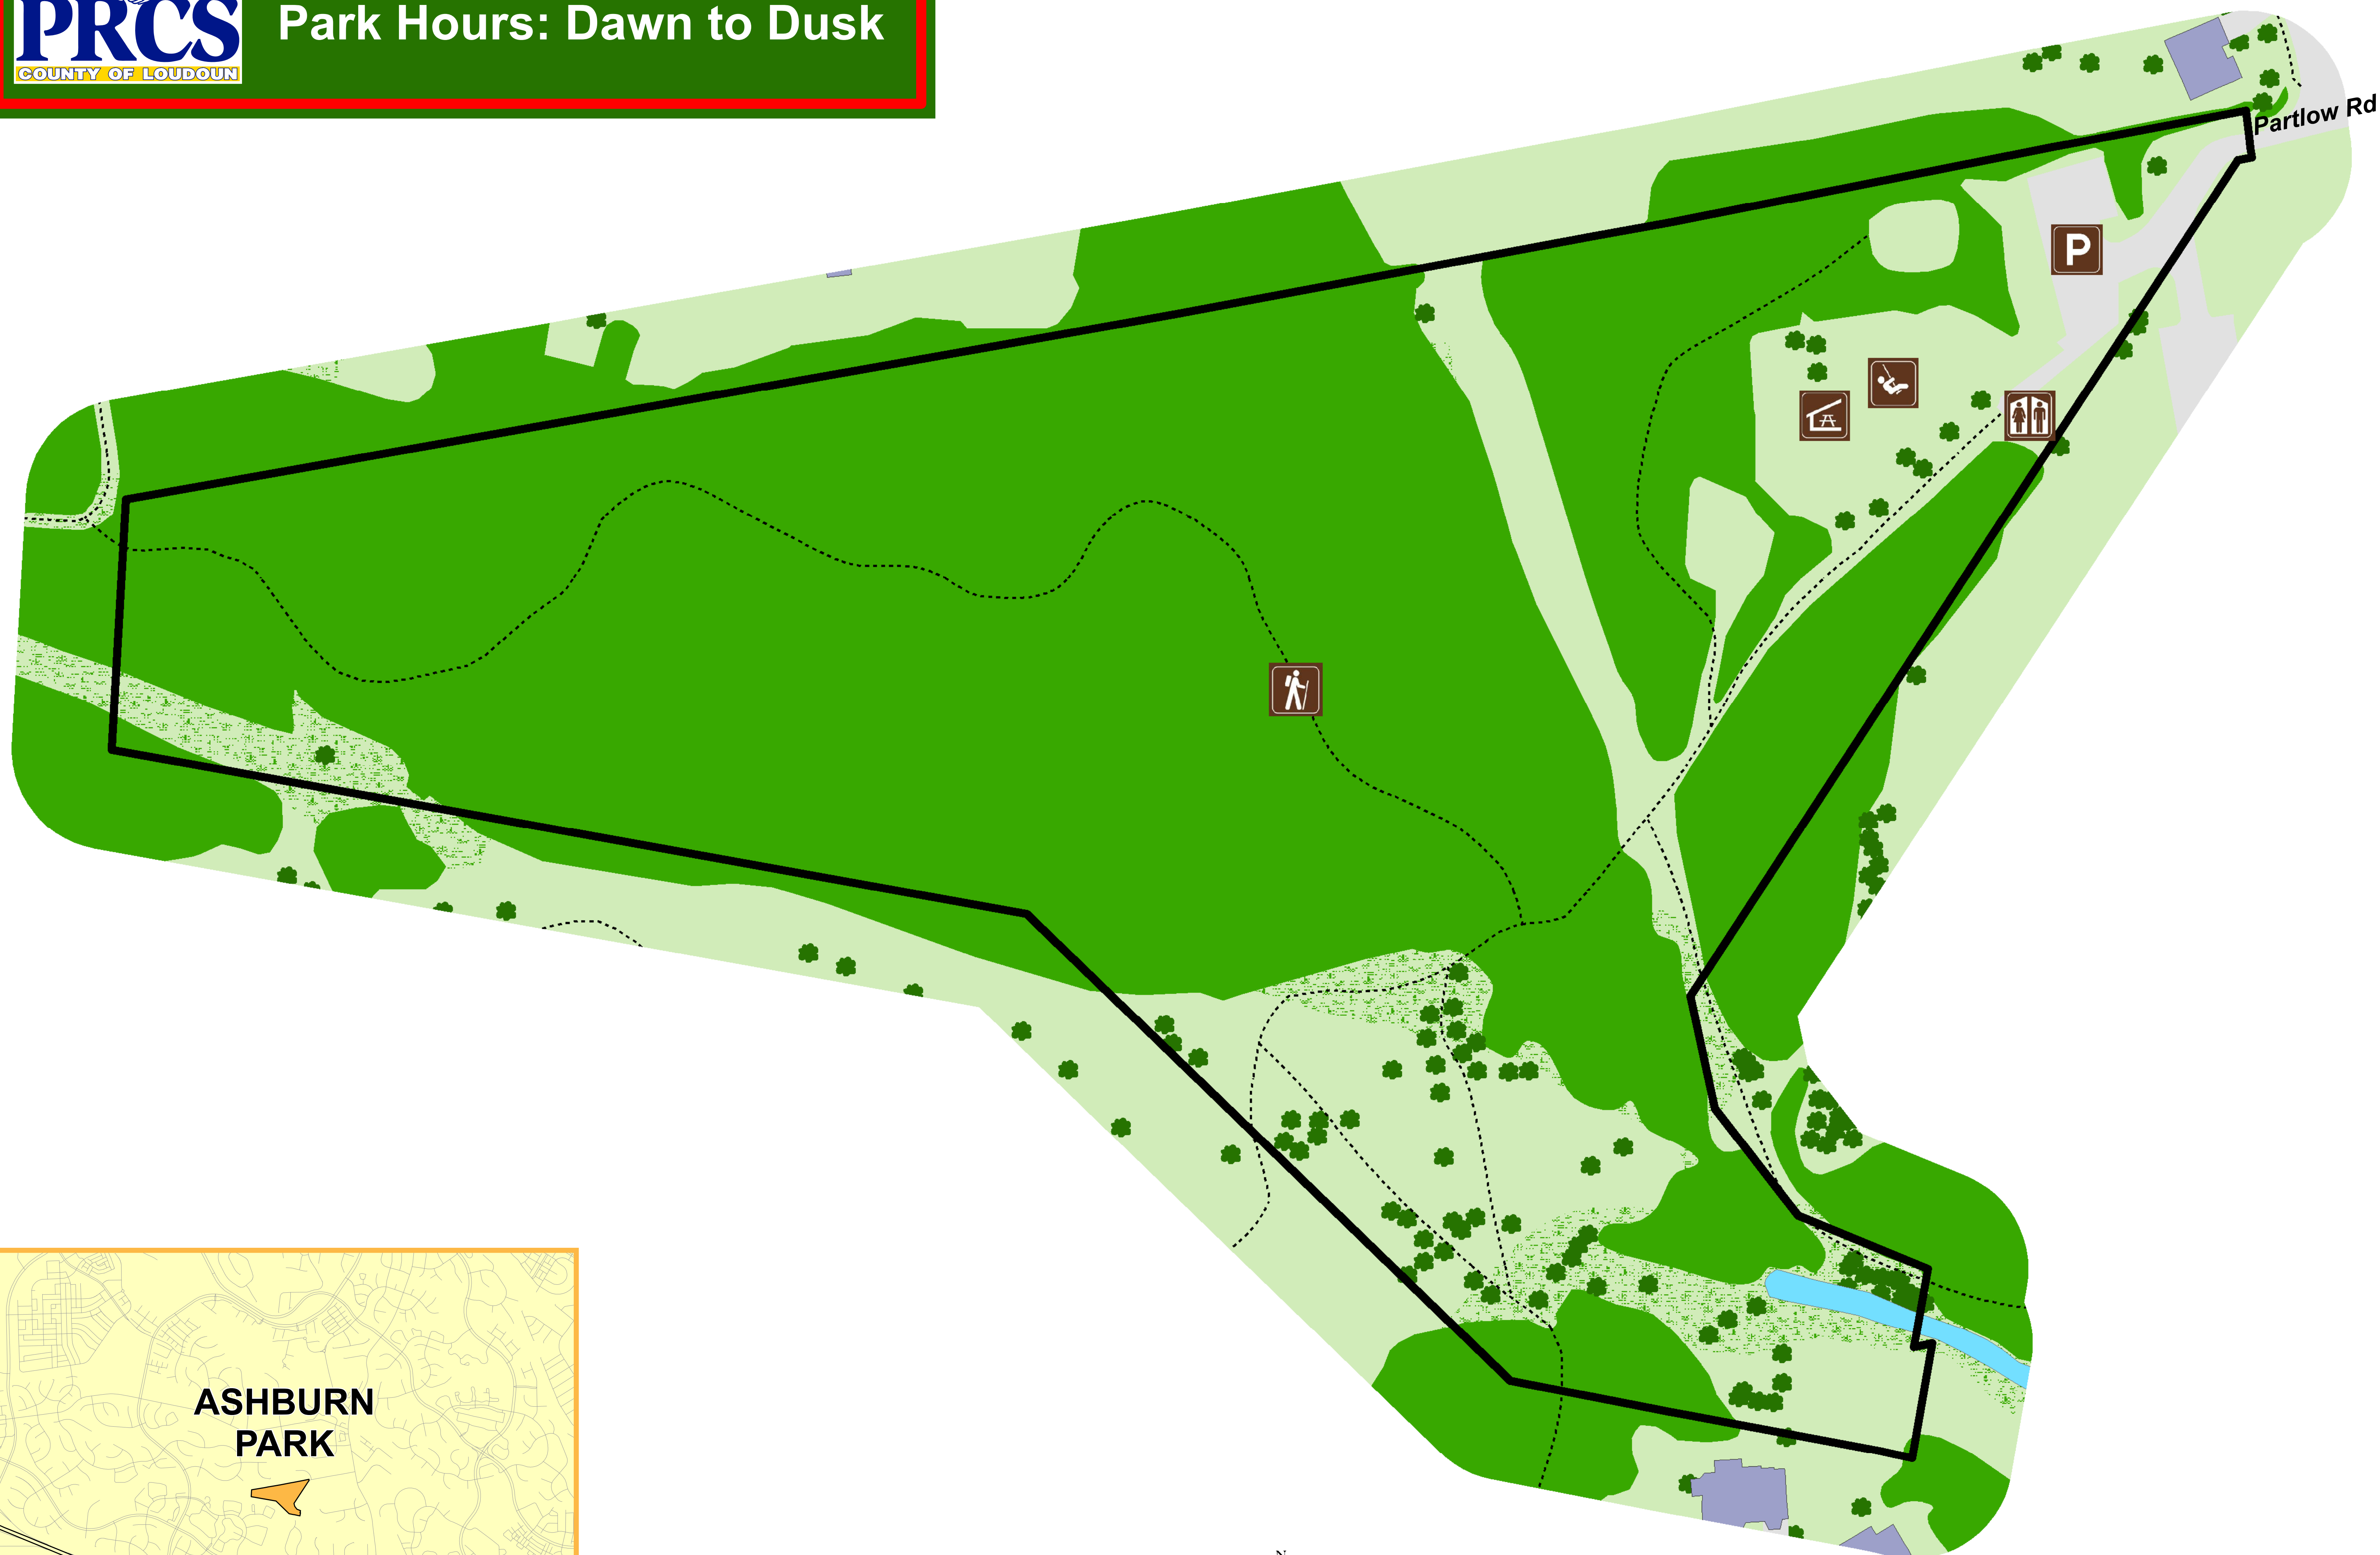 PRCS
COUNTY OF LOUDOUN
Park Hours: Dawn to Dusk
Partlow Rd
P
ASHBURN
PARK
N